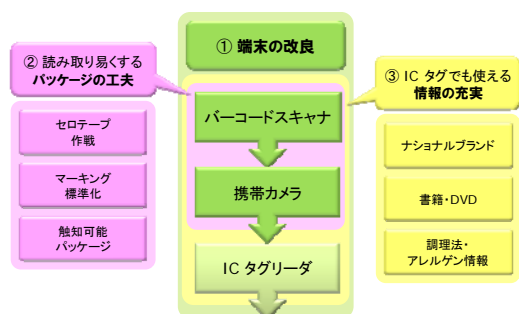 ① 端末の改良
② 読み取り易くする
パッケージの工夫
③ IC タグでも使える
情報の充実
バーコードスキャナ
携帯カメラ
IC タグリーダ
セロテープ
作戦
マーキング
標準化
触知可能
パッケージ
ナショナルブランド
書籍・DVD
調理法・
アレルゲン情報